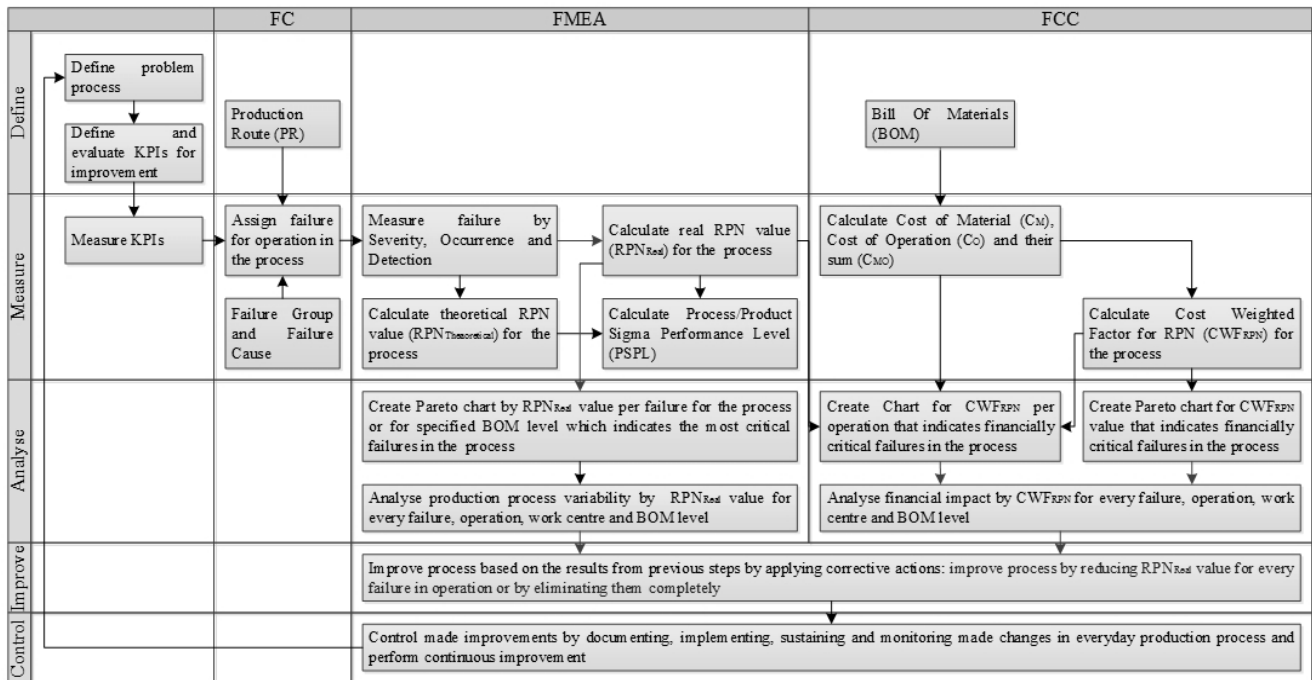 FC
FMEA
FCC
Define
Define problem
process
Define and
evaluate KPIs for
improvement
Production
Route (PR)
Bill Of Materials
(BOM)
Measure
Measure KPIs
Assign failure
for operation in
the process
Failure Group
and Failure
Cause
Measure failure by
Severity, Occurrence and
Detection
Calculate theoretical RPN
value (RPNTheoretical) for the
process
Calculate real RPN value
(RPNReal) for the process
Calculate Process/Product
Sigma Performance Level
(PSPL)
Calculate Cost of Material (CM),
Cost of Operation (CO) and their
sum (CMO)
Calculate Cost Weighted
Factor for RPN (CWFRPN) for
the process
Analyse
Create Pareto chart by RPNReal value per failure for the process
or for specified BOM level which indicates the most critical
failures in the process
Create Chart for CWFRPN per
operation that indicates financially
critical failures in the process
Create Pareto chart for CWFRPN
value that indicates financially
critical failures in the process
Analyse production process variability by RPNReal value for
every failure, operation, work centre and BOM level
Analyse financial impact by CWFRPN for every failure, operation, work
centre and BOM level
Improve
Improve process based on the results from previous steps by applying corrective actions: improve process by reducing RPNReal value for every
failure in operation or by eliminating them completely
Control
Control made improvements by documenting, implementing, sustaining and monitoring made changes in everyday production process and
perform continuous improvement